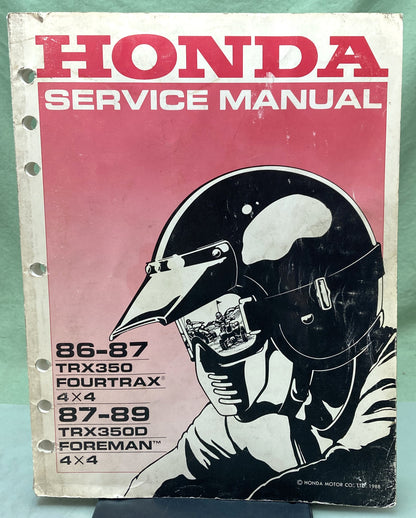 HONDA
SERVICE MANUAL
86-87
TRX350
FOURTRAX®
4×4
87-89
TRX350D
FOREMAN™
4×4
© HONDA MOTOR CO., LTD. 1988